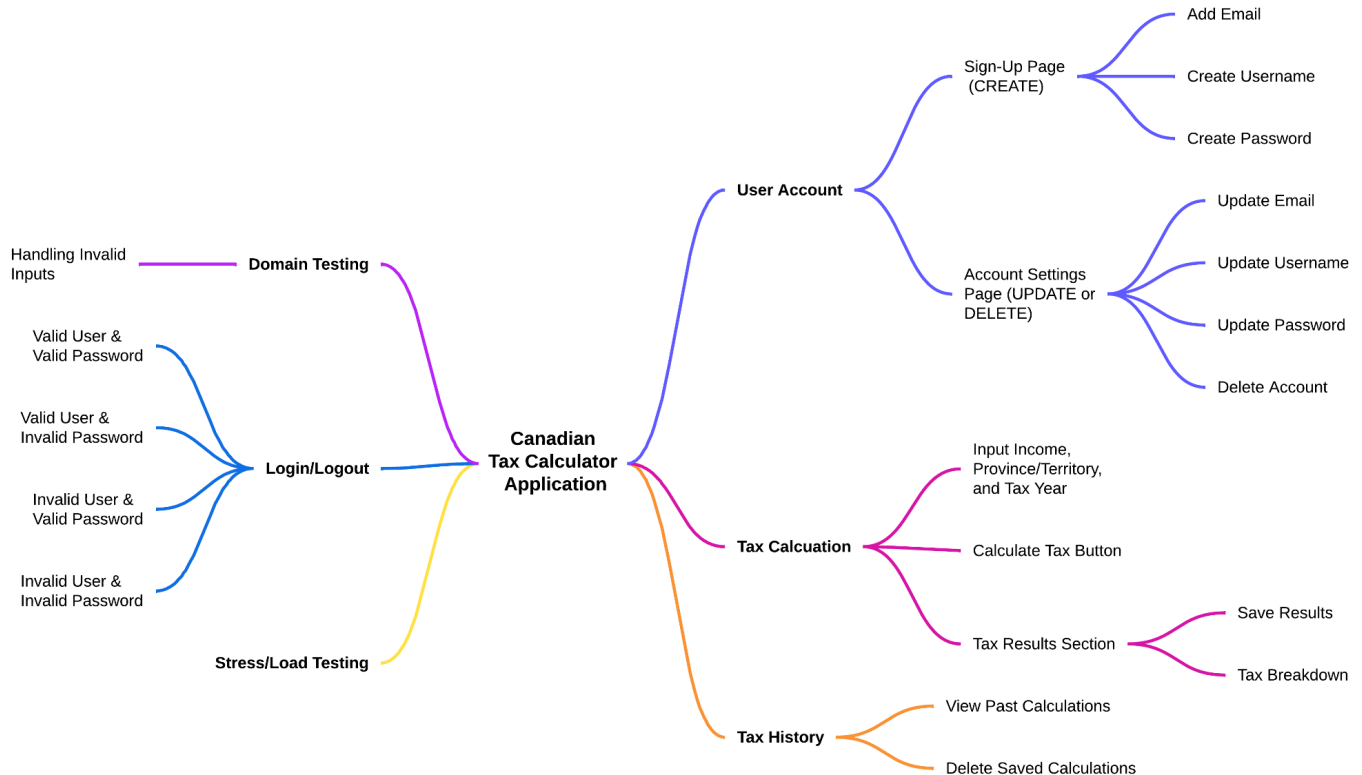 Canadian
Tax Calculator
Application
User Account
Sign-Up Page
(CREATE)
Add Email
Create Username
Create Password
Account Settings
Page (UPDATE or
DELETE)
Update Email
Update Username
Update Password
Delete Account
Tax Calcuation
Input Income,
Province/Territory,
and Tax Year
Calculate Tax Button
Tax Results Section
Save Results
Tax Breakdown
Tax History
View Past Calculations
Delete Saved Calculations
Domain Testing
Handling Invalid
Inputs
Login/Logout
Valid User &
Valid Password
Valid User &
Invalid Password
Invalid User &
Valid Password
Invalid User &
Invalid Password
Stress/Load Testing